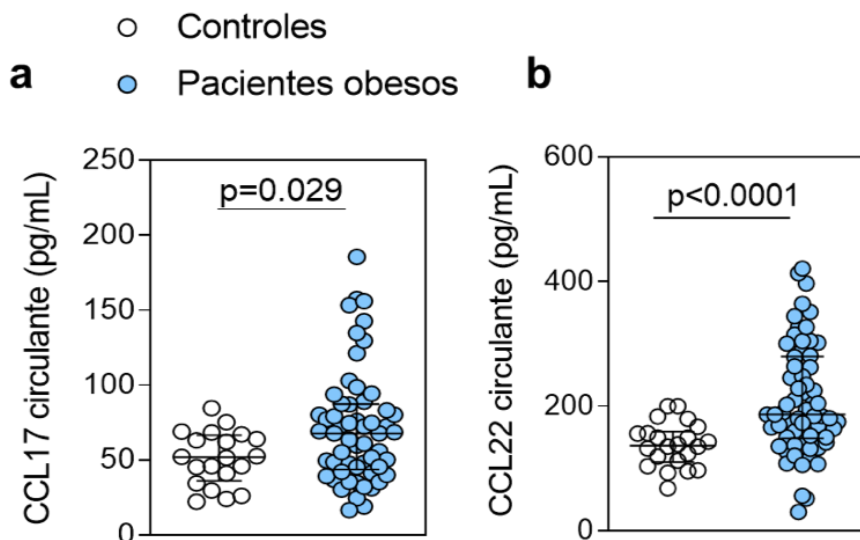 Controles
Pacientes obesos
a
CCL17 circulante (pg/mL)
250
200
150
100
50
0
p=0.029
b
CCL22 circulante (pg/mL)
600
400
200
0
p<0.0001